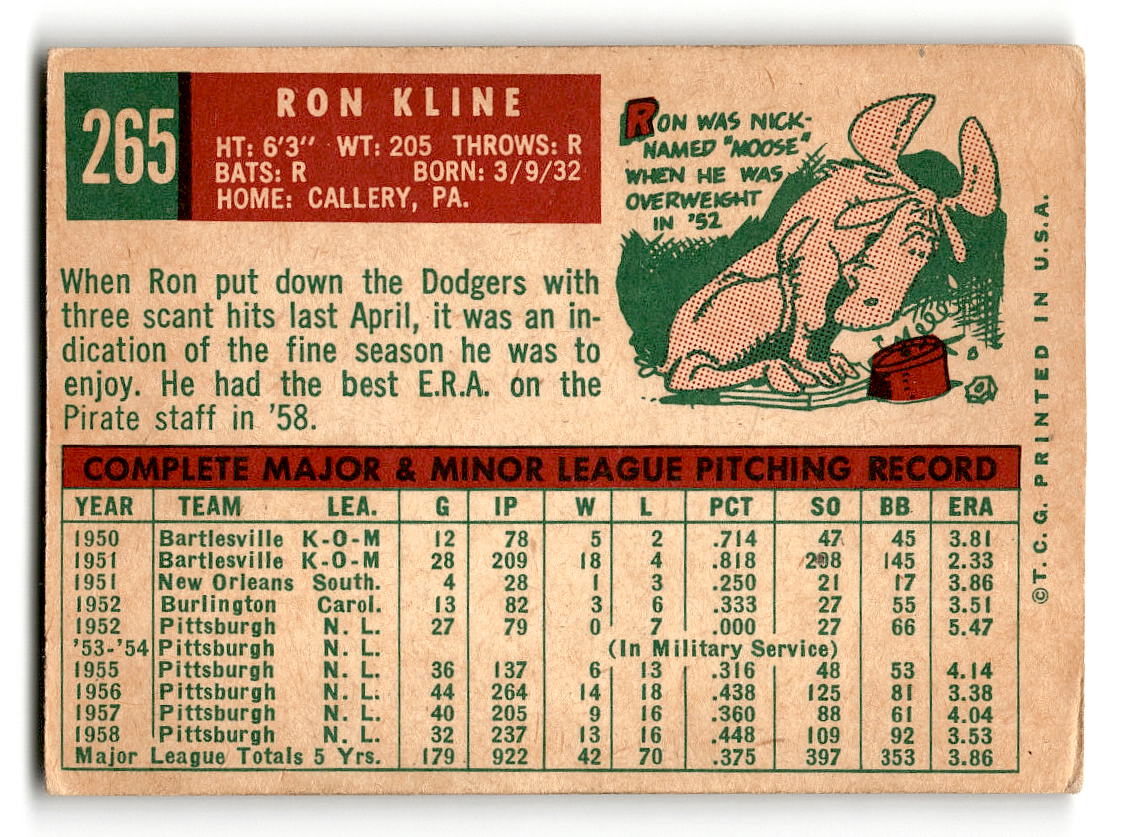 265
RON KLINE
HT: 6'3" WT: 205 THROWS: R
BATS: R BORN: 3/9/32
HOME: CALLERY, PA.
RON WAS NICK-
NAMED "MOOSE"
WHEN HE WAS
OVERWEIGHT
IN '52
When Ron put down the Dodgers with
three scant hits last April, it was an in-
dication of the fine season he was to
enjoy. He had the best E.R.A. on the
Pirate staff in '58.
COMPLETE MAJOR & MINOR LEAGUE PITCHING RECORD
YEAR TEAM LEA. G IP W L PCT SO BB ERA
1950 Bartlesville K-O-M 12 78 5 2 .714 47 45 3.81
1951 Bartlesville K-O-M 28 209 18 4 .818 208 145 2.33
1951 New Orleans South. 4 28 1 3 .250 21 17 3.86
1952 Burlington Carol. 13 82 3 6 .333 27 55 3.51
1952 Pittsburgh N. L. 27 79 0 7 .000 27 66 5.47
'53-'54 Pittsburgh N. L. (In Military Service)
1955 Pittsburgh N. L. 36 137 6 13 .316 48 53 4.14
1956 Pittsburgh N. L. 44 264 14 18 .438 125 81 3.38
1957 Pittsburgh N. L. 40 205 9 16 .360 88 61 4.04
1958 Pittsburgh N. L. 32 237 13 16 .448 109 92 3.53
Major League Totals 5 Yrs. 179 922 42 70 .375 397 353 3.86
©T. C. G. PRINTED IN U.S.A.